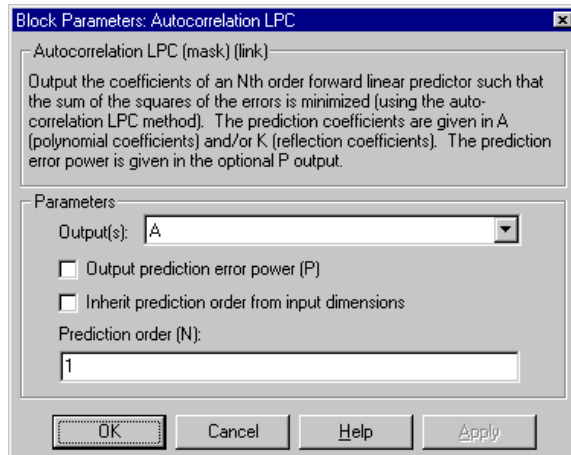 Block Parameters: Autocorrelation LPC
Autocorrelation LPC (mask) (link)
Output the coefficients of an Nth order forward linear predictor such that
the sum of the squares of the errors is minimized (using the auto-
correlation LPC method). The prediction coefficients are given in A
(polynomial coefficients) and/or K (reflection coefficients). The prediction
error power is given in the optional P output.
Parameters
Output(s): A
Output prediction error power (P)
Inherit prediction order from input dimensions
Prediction order (N):
1
OK Cancel Help Apply